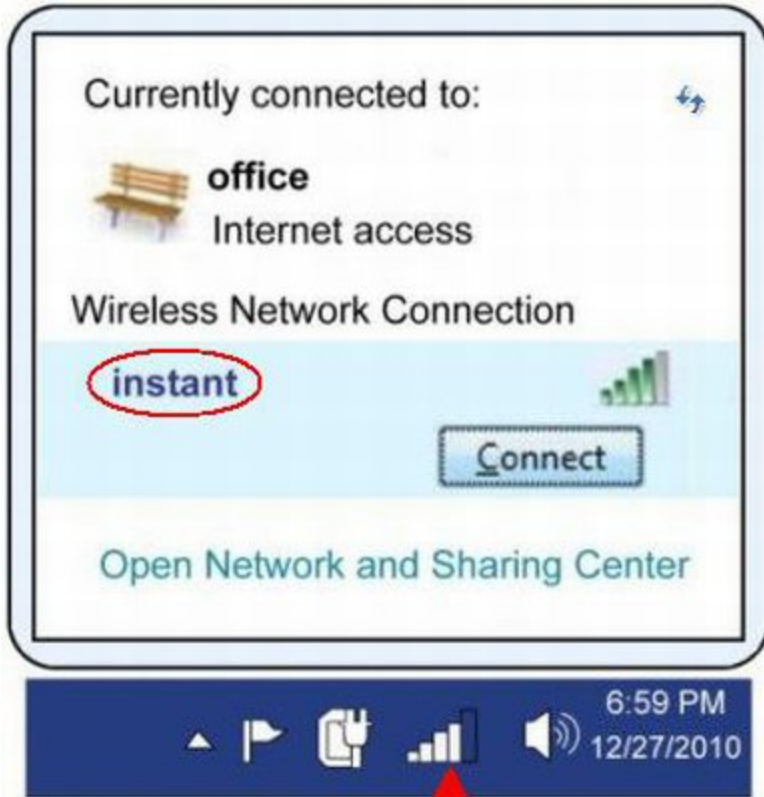 Currently connected to:
office
Internet access
Wireless Network Connection
instant
Connect
Open Network and Sharing Center
6:59 PM
12/27/2010